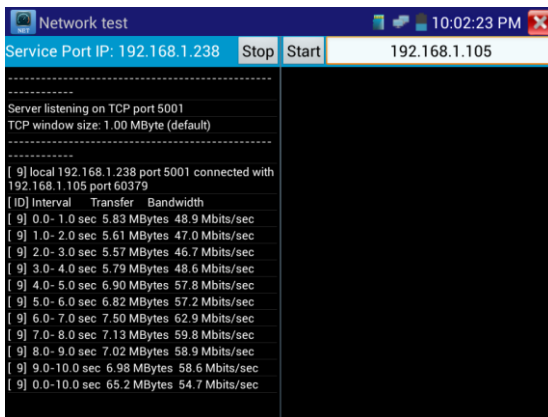 NET
Network test
10:02:23 PM
Service Port IP: 192.168.1.238
Stop
Start
192.168.1.105
------------------------------------------------
------------
Server listening on TCP port 5001
TCP window size: 1.00 MByte (default)
------------------------------------------------
------------
[ 9] local 192.168.1.238 port 5001 connected with
192.168.1.105 port 60379
[ ID] Interval Transfer Bandwidth
[ 9] 0.0- 1.0 sec 5.83 MBytes 48.9 Mbits/sec
[ 9] 1.0- 2.0 sec 5.61 MBytes 47.0 Mbits/sec
[ 9] 2.0- 3.0 sec 5.57 MBytes 46.7 Mbits/sec
[ 9] 3.0- 4.0 sec 5.79 MBytes 48.6 Mbits/sec
[ 9] 4.0- 5.0 sec 6.90 MBytes 57.8 Mbits/sec
[ 9] 5.0- 6.0 sec 6.82 MBytes 57.2 Mbits/sec
[ 9] 6.0- 7.0 sec 7.50 MBytes 62.9 Mbits/sec
[ 9] 7.0- 8.0 sec 7.13 MBytes 59.8 Mbits/sec
[ 9] 8.0- 9.0 sec 7.02 MBytes 58.9 Mbits/sec
[ 9] 9.0-10.0 sec 6.98 MBytes 58.6 Mbits/sec
[ 9] 0.0-10.0 sec 65.2 MBytes 54.7 Mbits/sec